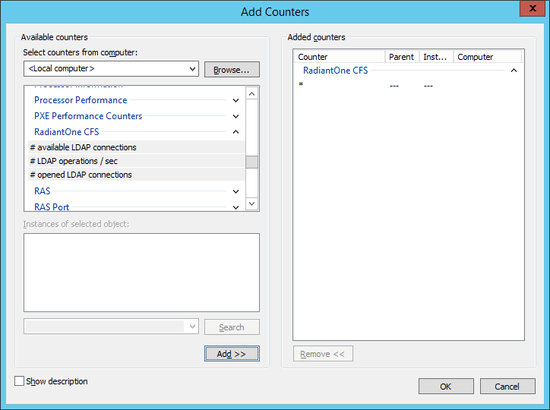 Add Counters
Available counters
Select counters from computer:
<Local computer>
Browse...
Processor Information
Processor Performance
PXE Performance Counters
RadiantOne CFS
# available LDAP connections
# LDAP operations / sec
# opened LDAP connections
RAS
RAS Port
Instances of selected object:
Search
Add >>
Added counters
Counter Parent Inst... Computer
RadiantOne CFS
* --- ---
Remove <<
Show description
OK
Cancel